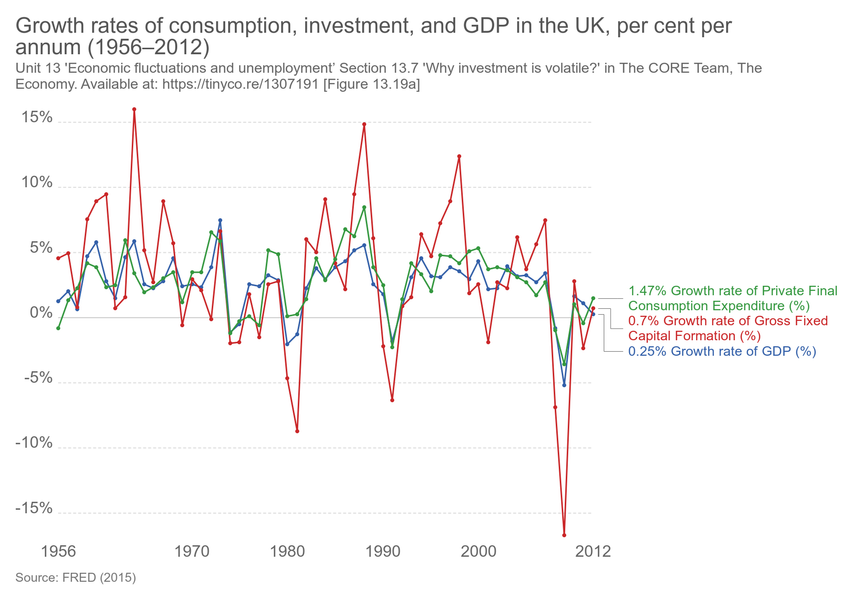 Growth rates of consumption, investment, and GDP in the UK, per cent per
annum (1956–2012)
Unit 13 'Economic fluctuations and unemployment’ Section 13.7 'Why investment is volatile?' in The CORE Team, The
Economy. Available at: https://tinyco.re/1307191 [Figure 13.19a]
15%
10%
5%
0%
-5%
-10%
-15%
1956
1970
1980
1990
2000
2012
1.47% Growth rate of Private Final
Consumption Expenditure (%)
0.7% Growth rate of Gross Fixed
Capital Formation (%)
0.25% Growth rate of GDP (%)
Source: FRED (2015)